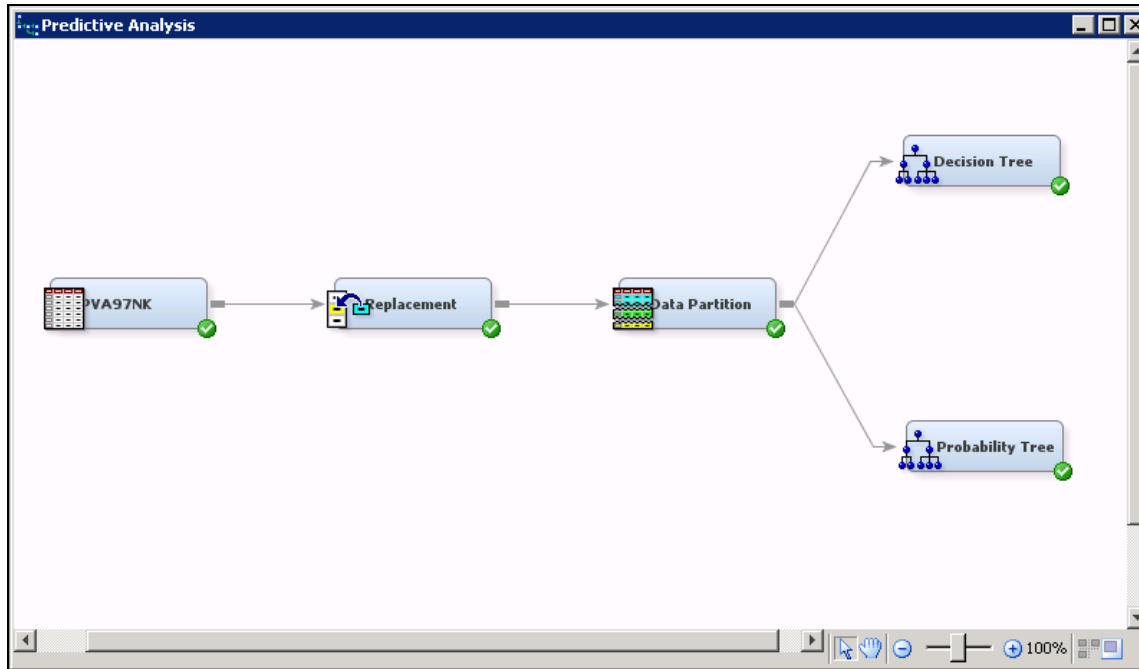 Predictive Analysis
Decision Tree
PVA97NK
Replacement
Data Partition
Probability Tree
100%